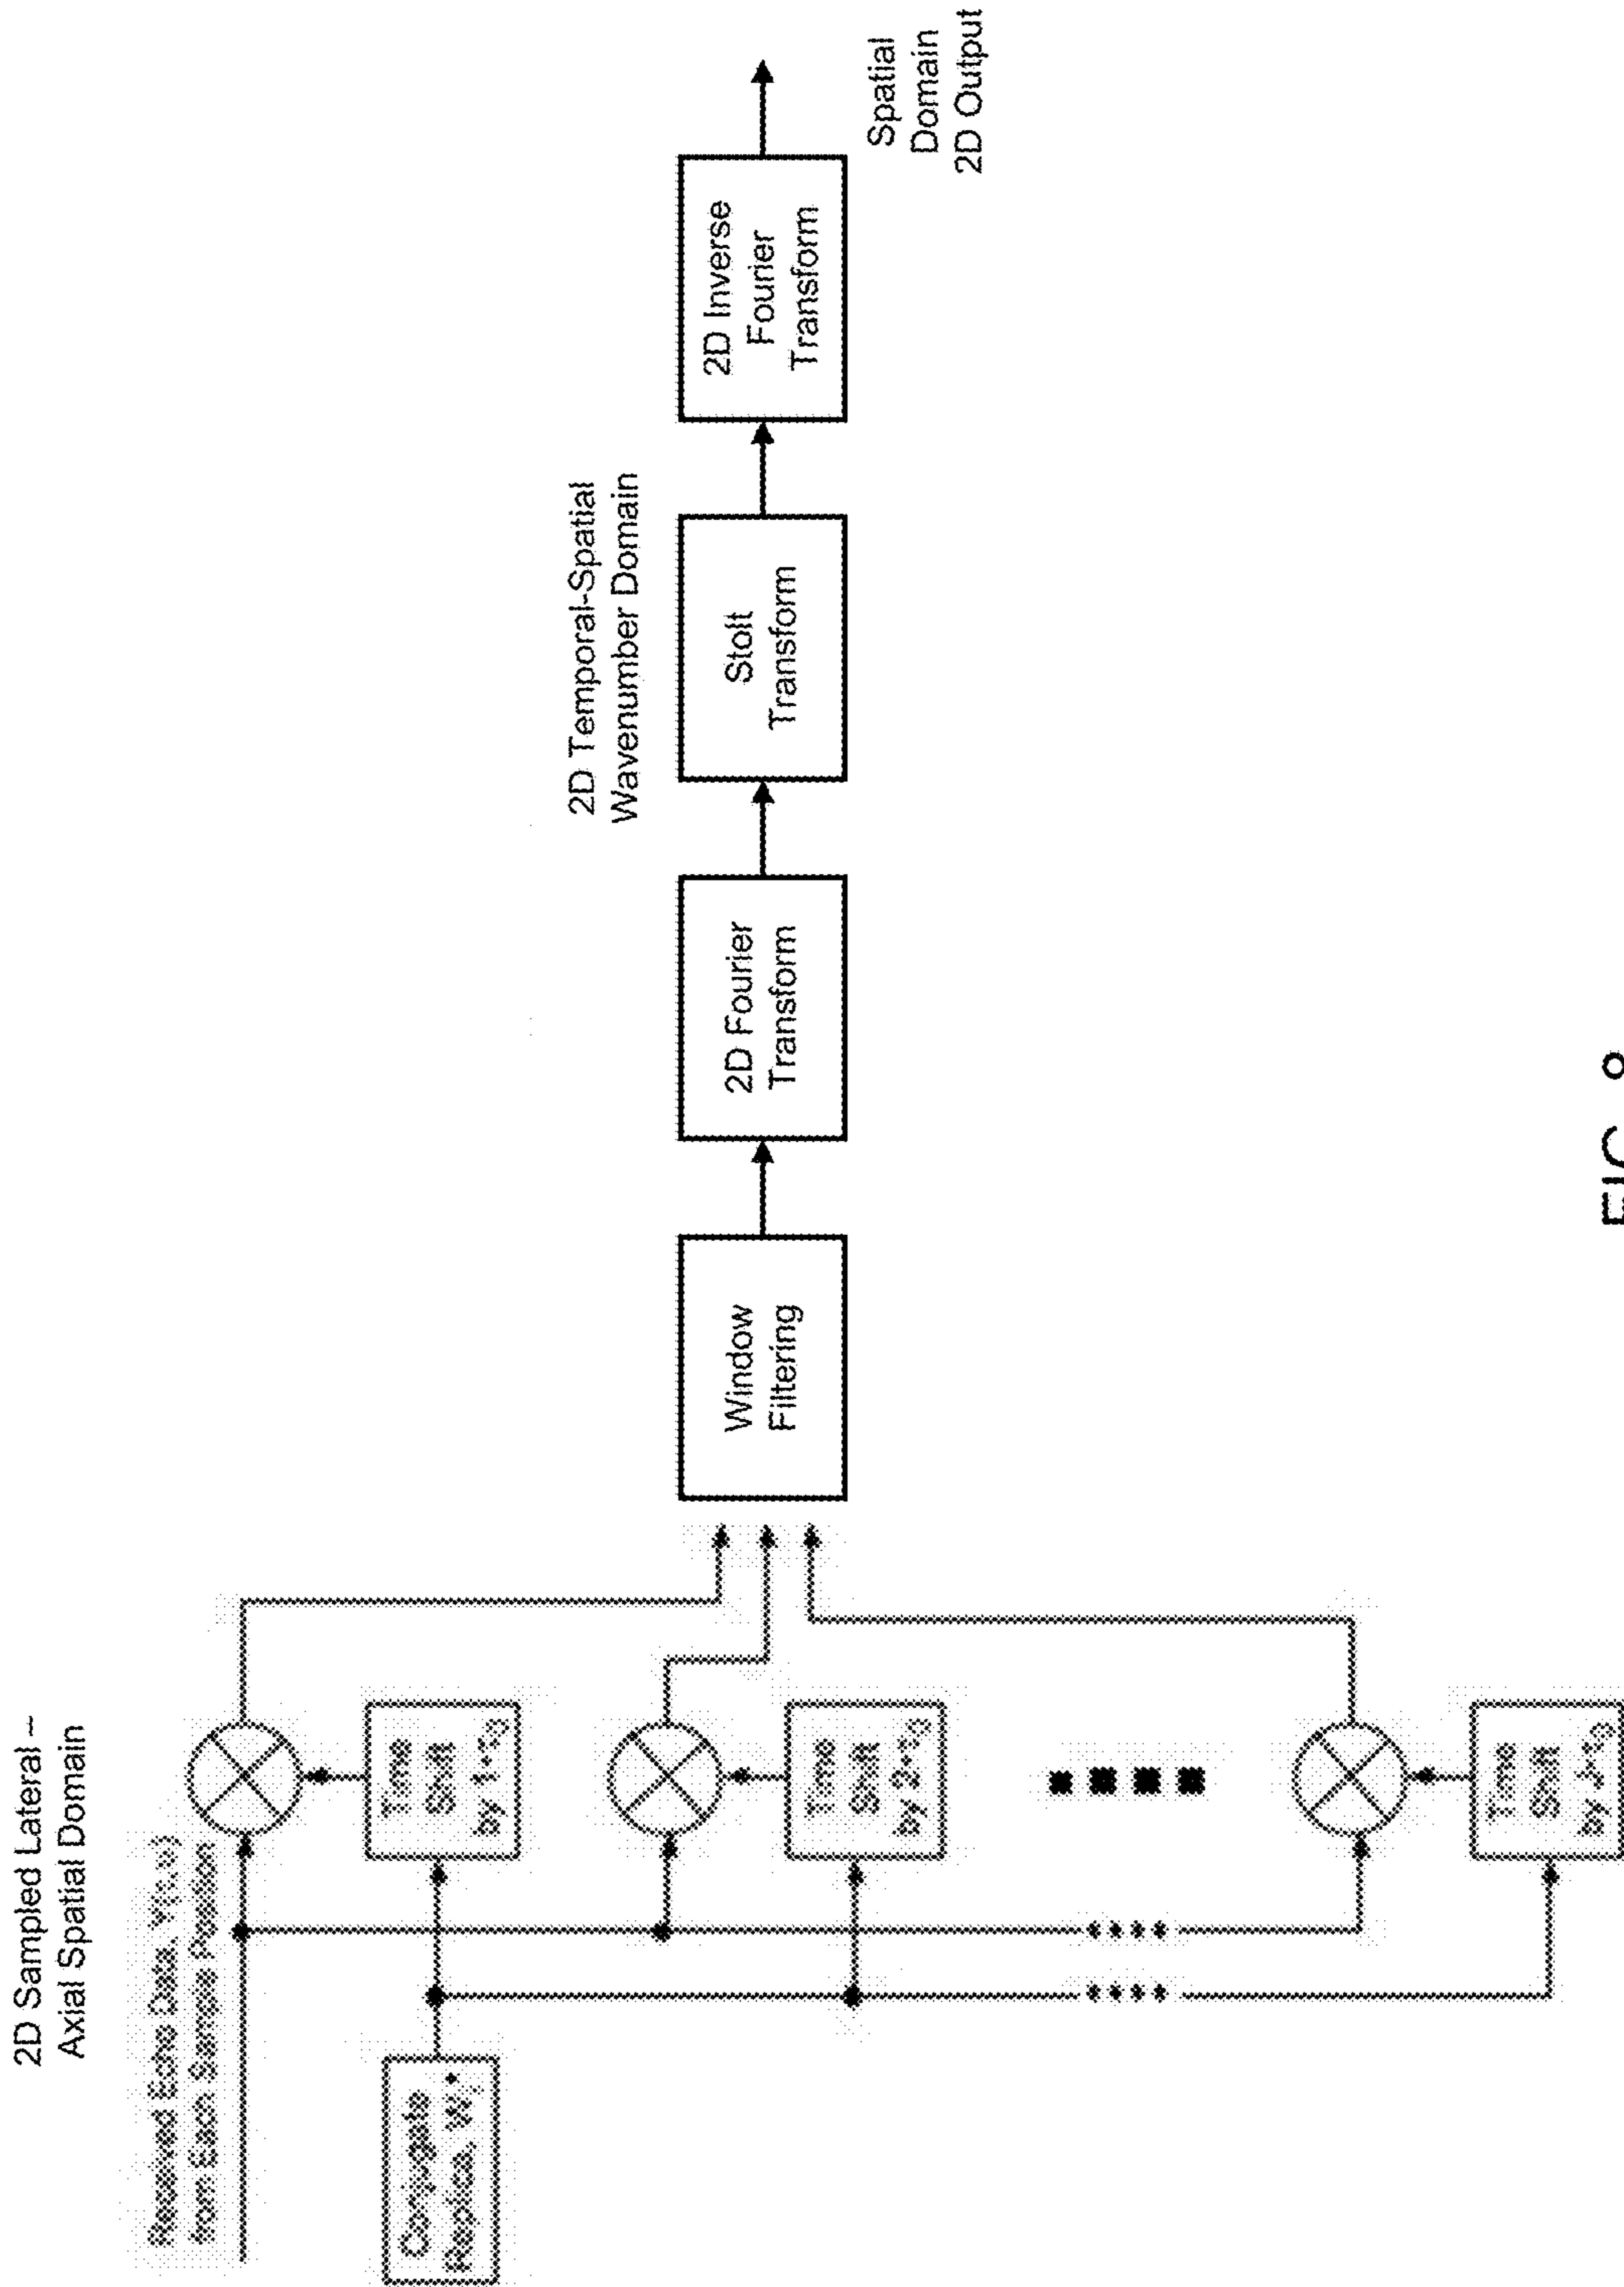 2D Sampled Lateral –
Axial Spatial Domain
Received Echo Data,
from Each Sample Position
Conjugate
Replica, W*
Time
Shift
Time
Shift
Time
Shift
Window
Filtering
2D Fourier
Transform
2D Temporal-Spatial
Wavenumber Domain
Stolt
Transform
2D Inverse
Fourier
Transform
Spatial
Domain
2D Output
FIG. 8